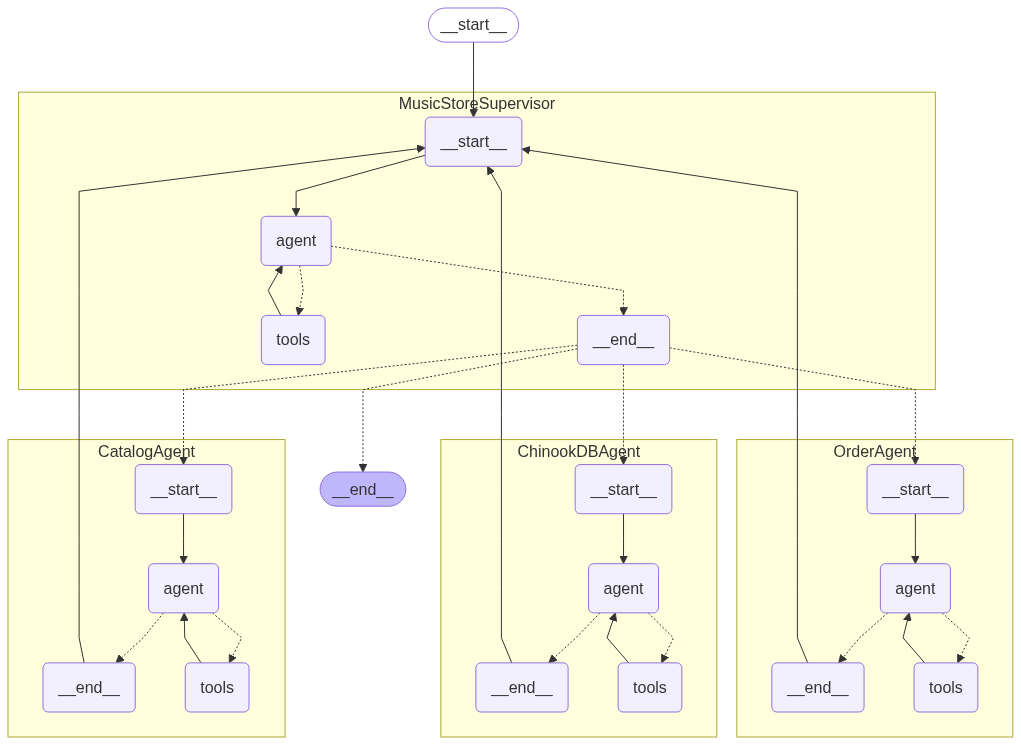 __start__
MusicStoreSupervisor
__start__
agent
tools
__end__
CatalogAgent
__start__
agent
__end__
tools
__end__
ChinookDBAgent
__start__
agent
__end__
tools
OrderAgent
__start__
agent
__end__
tools